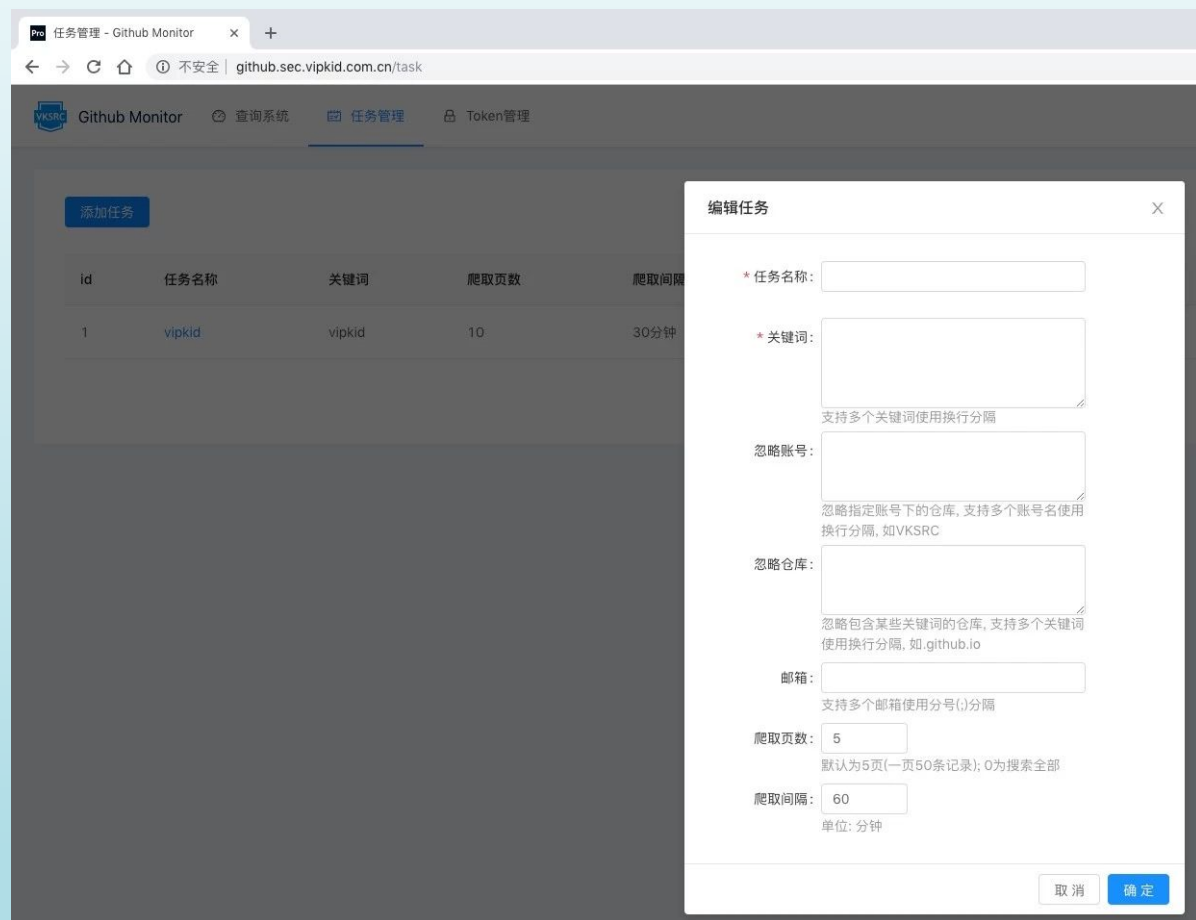 Pro 任务管理 - Github Monitor
不安全 | github.sec.vipkid.com.cn/task
VKSRC Github Monitor 查询系统 任务管理 Token管理
添加任务
id 任务名称 关键词 爬取页数 爬取间隔
1 vipkid vipkid 10 30分钟
编辑任务
* 任务名称:
* 关键词:
支持多个关键词使用换行分隔
忽略账号:
忽略指定账号下的仓库, 支持多个账号名使用
换行分隔, 如VKSRC
忽略仓库:
忽略包含某些关键词的仓库, 支持多个关键词
使用换行分隔, 如.github.io
邮箱:
支持多个邮箱使用分号(;)分隔
爬取页数: 5
默认为5页(一页50条记录); 0为搜索全部
爬取间隔: 60
单位: 分钟
取 消 确 定